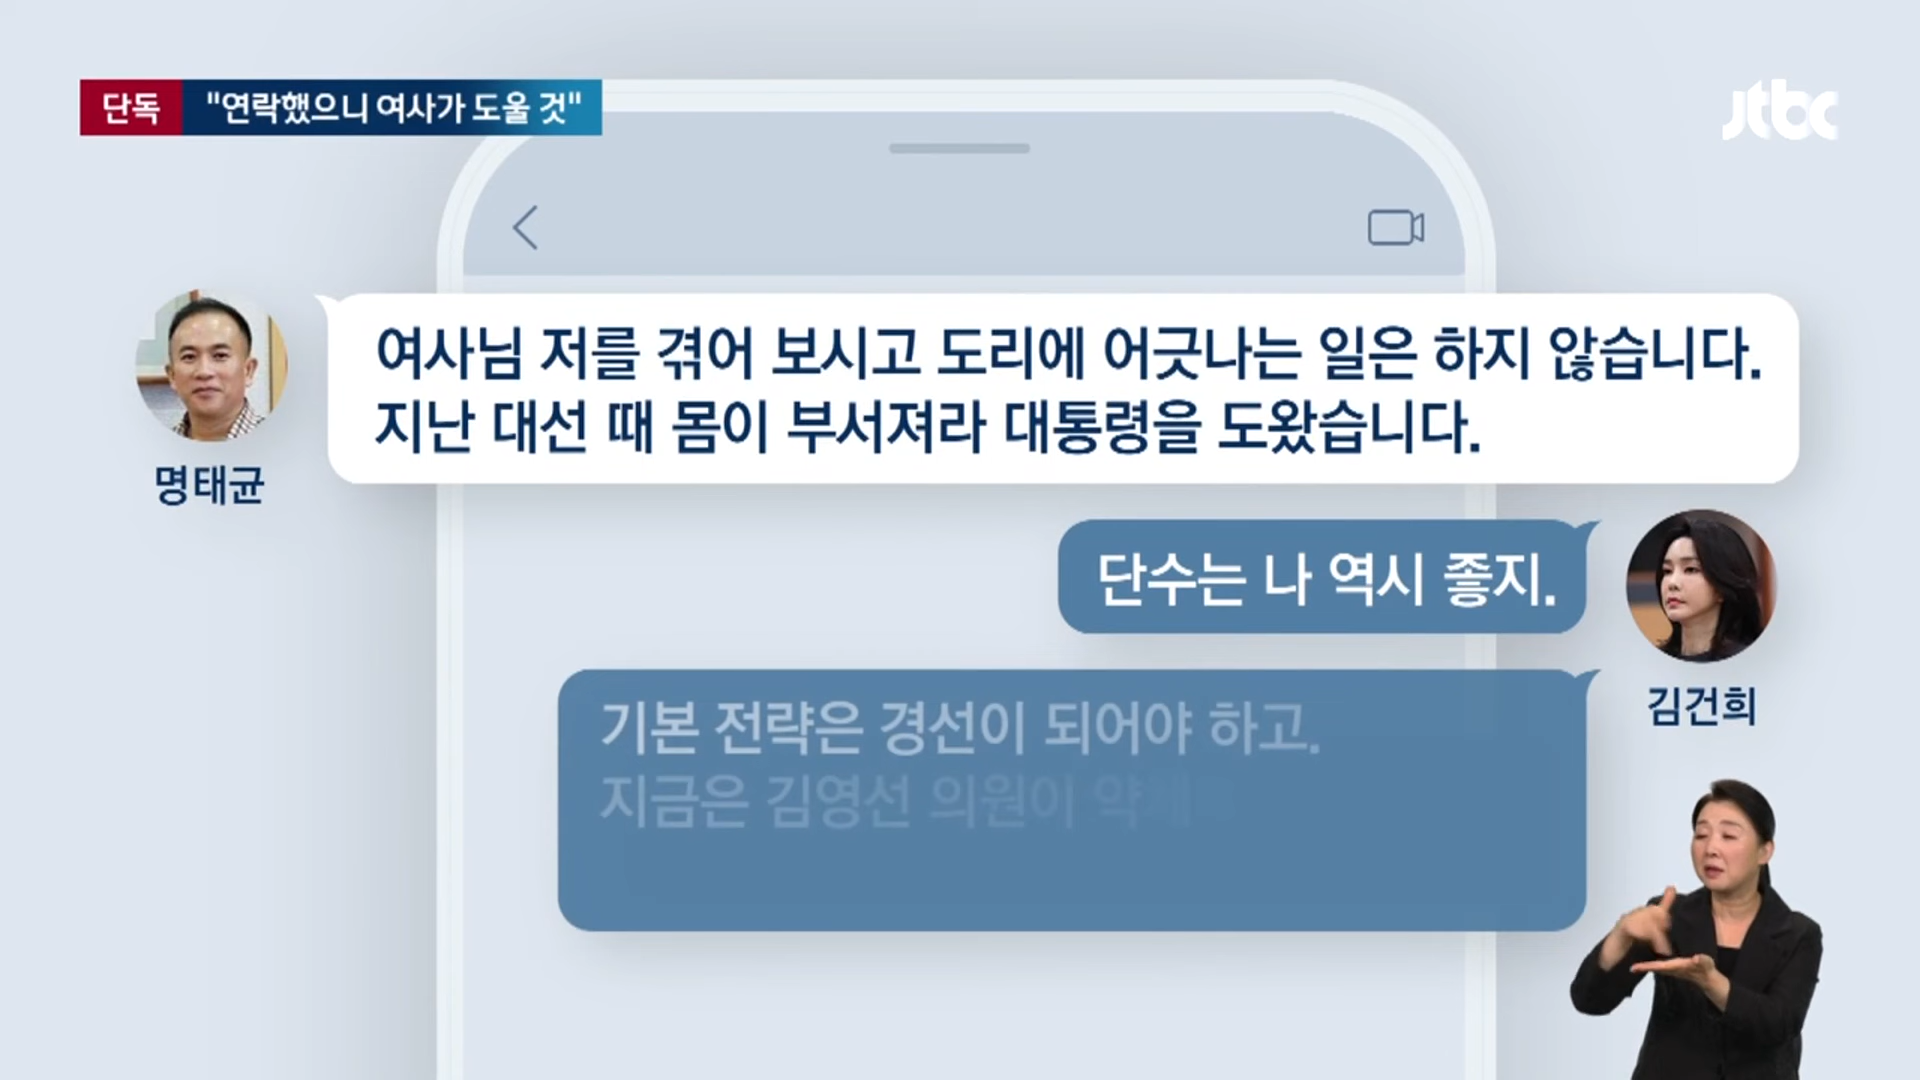 단독 "연락했으니 여사가 도울 것"
jtbc
여사님 저를 겪어 보시고 도리에 어긋나는 일은 하지 않습니다.
지난 대선 때 몸이 부서져라 대통령을 도왔습니다.
명태균
단수는 나 역시 좋지.
김건희
기본 전략은 경선이 되어야 하고.
지금은 김영선 의원이 약체